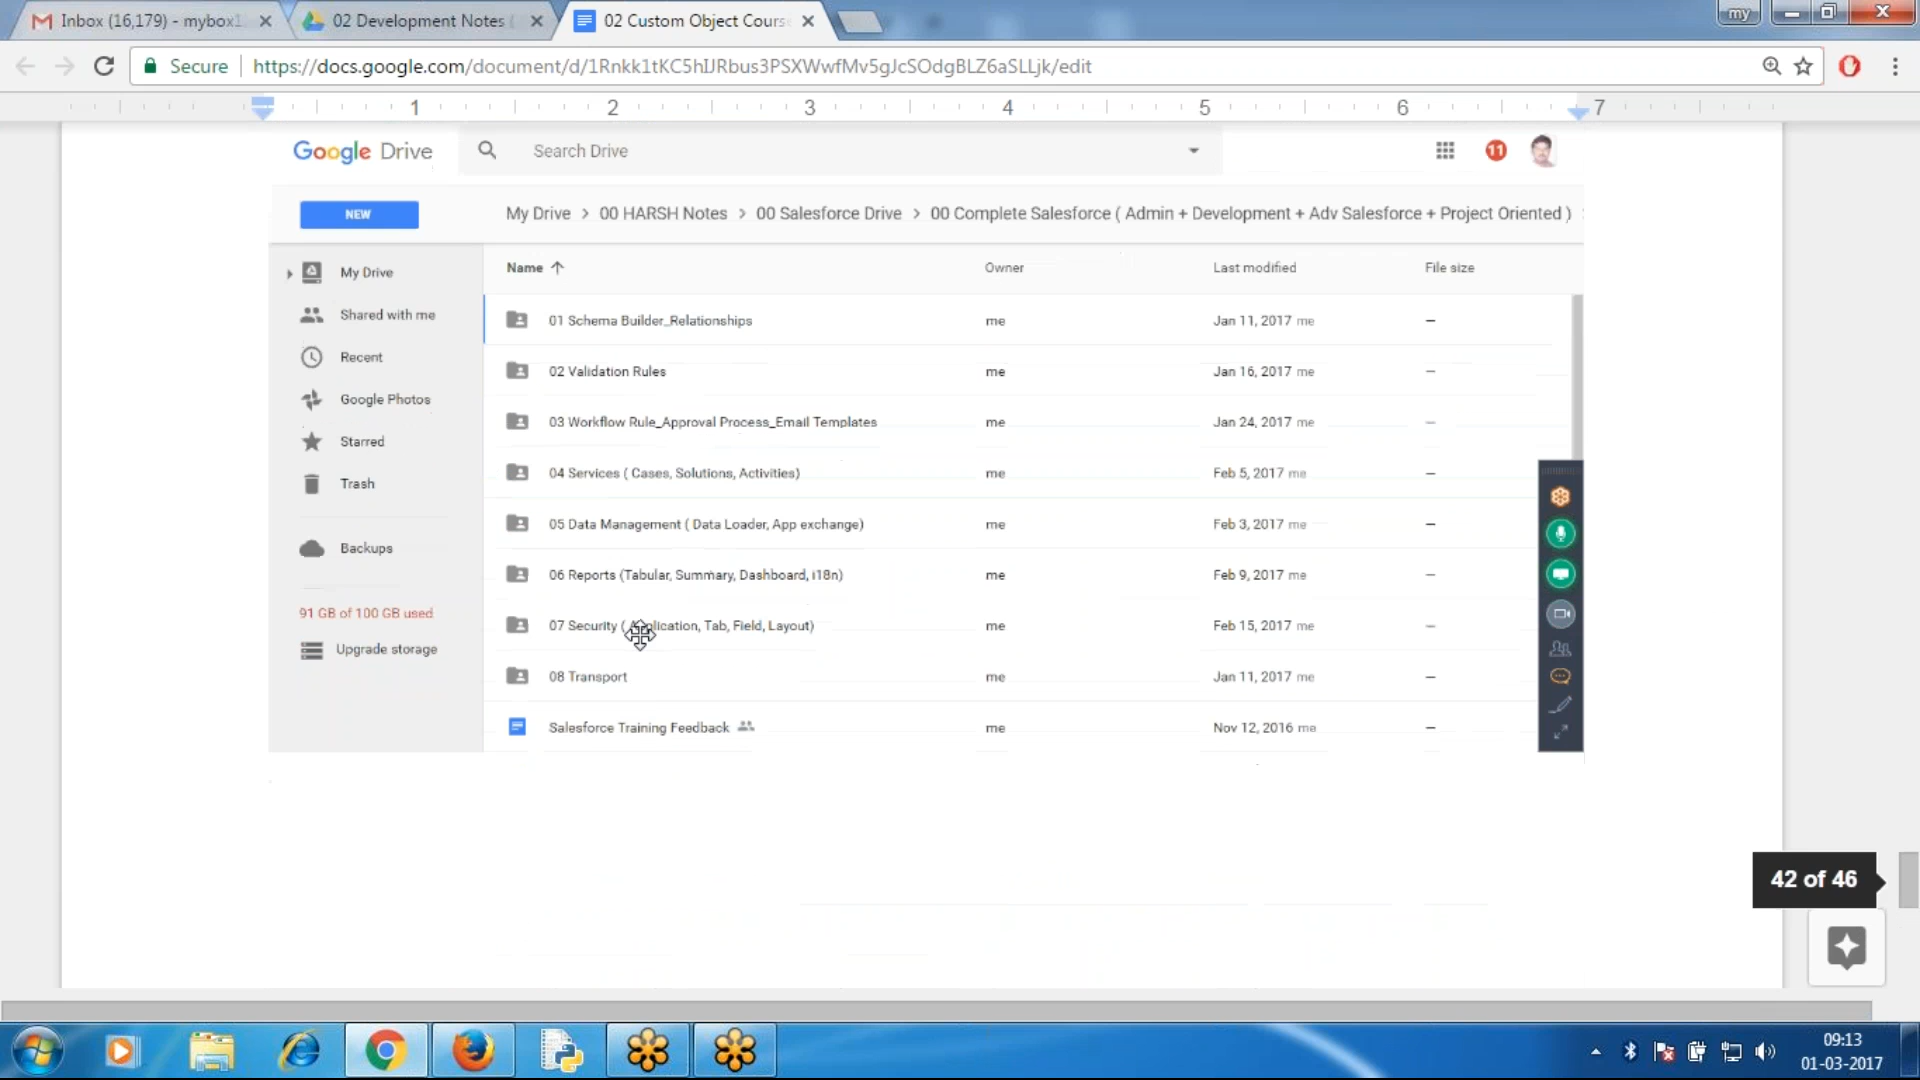 Inbox (16,179) - mybox1
02 Development Notes (
02 Custom Object Cours
my
Secure
https://docs.google.com/document/d/1Rnkk1tKC5hIJRbus3PSXWwfMv5gJcSOdgBLZ6aSLLjk/edit
1 2 3 4 5 6 7
Google Drive
Search Drive
11
NEW
My Drive > 00 HARSH Notes > 00 Salesforce Drive > 00 Complete Salesforce ( Admin + Development + Adv Salesforce + Project Oriented )
Name Owner Last modified File size
My Drive
Shared with me
Recent
Google Photos
Starred
Trash
Backups
91 GB of 100 GB used
Upgrade storage
01 Schema Builder_Relationships me Jan 11, 2017 me –
02 Validation Rules me Jan 16, 2017 me –
03 Workflow Rule_Approval Process_Email Templates me Jan 24, 2017 me –
04 Services ( Cases, Solutions, Activities) me Feb 5, 2017 me –
05 Data Management ( Data Loader, App exchange) me Feb 3, 2017 me –
06 Reports (Tabular, Summary, Dashboard, i18n) me Feb 9, 2017 me –
07 Security ( Application, Tab, Field, Layout) me Feb 15, 2017 me –
08 Transport me Jan 11, 2017 me –
Salesforce Training Feedback me Nov 12, 2016 me –
42 of 46
09:13
01-03-2017